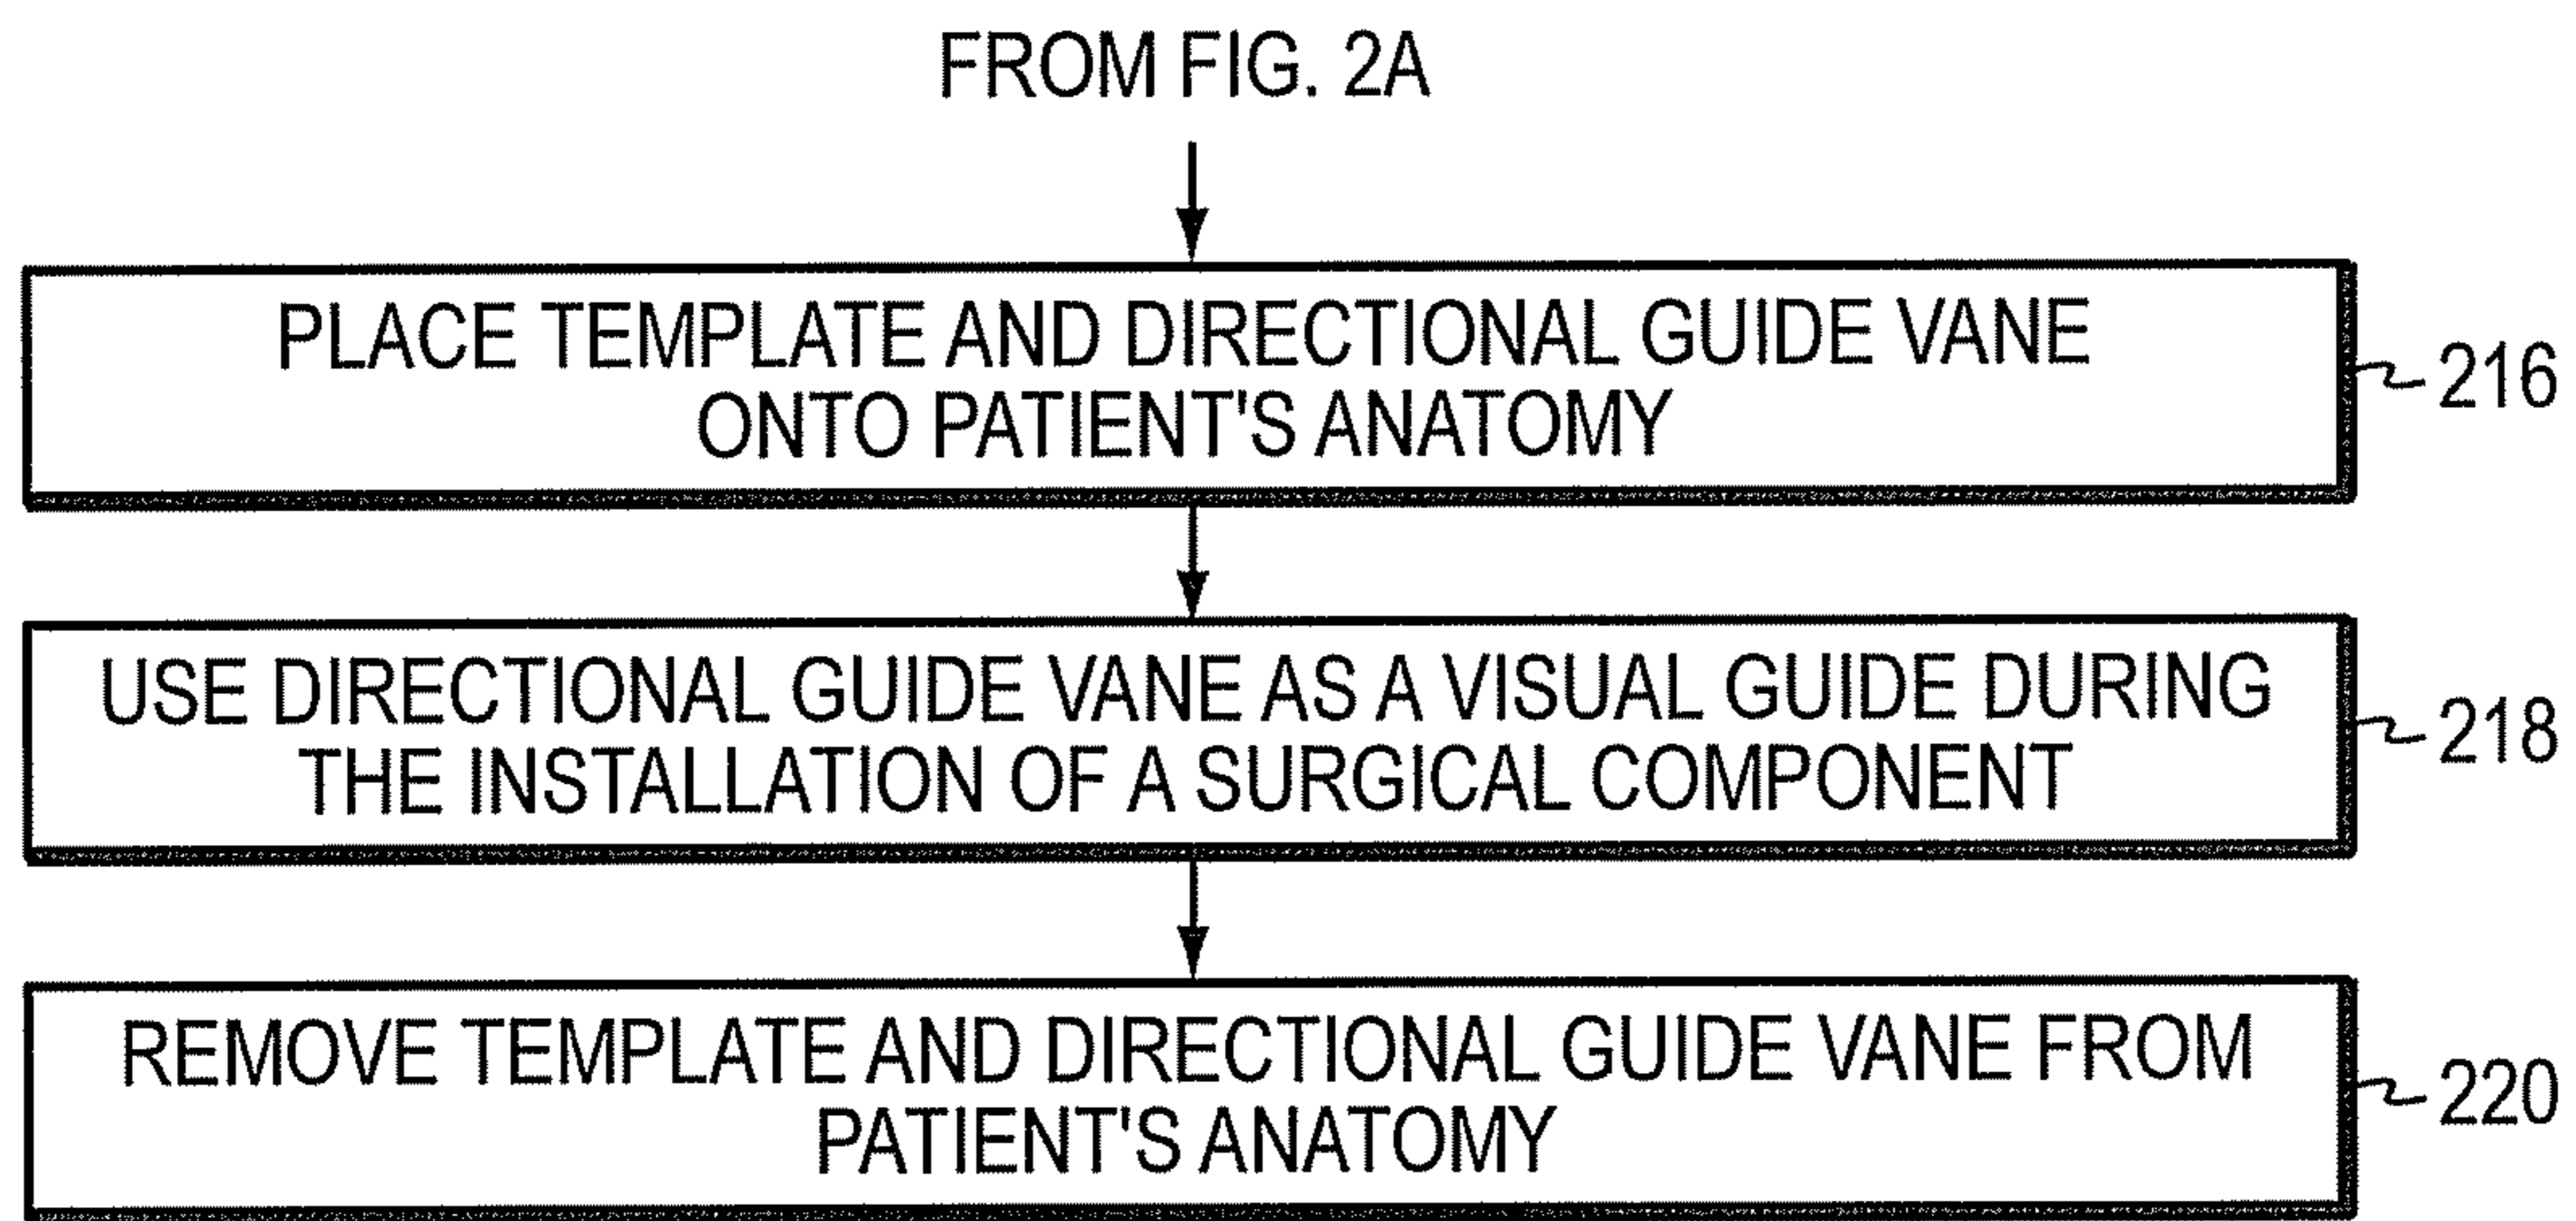 FROM FIG. 2A
PLACE TEMPLATE AND DIRECTIONAL GUIDE VANE
ONTO PATIENT'S ANATOMY
216
USE DIRECTIONAL GUIDE VANE AS A VISUAL GUIDE DURING
THE INSTALLATION OF A SURGICAL COMPONENT
218
REMOVE TEMPLATE AND DIRECTIONAL GUIDE VANE FROM
PATIENT'S ANATOMY
220